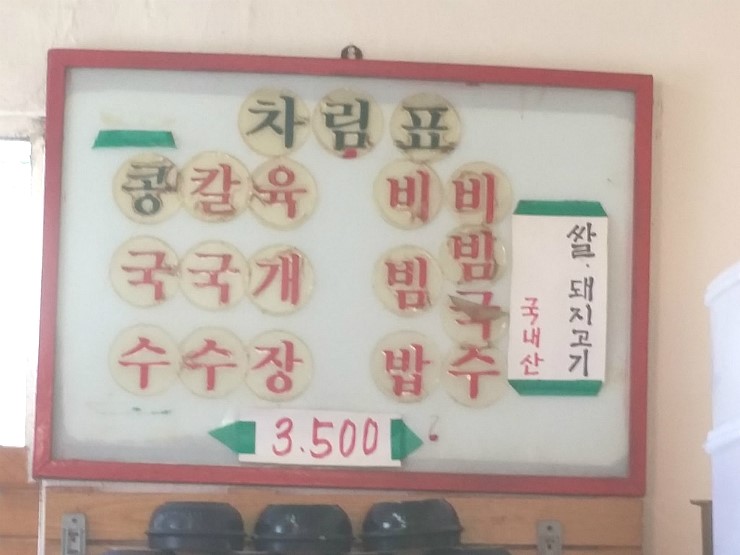 차림표
콩국수
칼국수
육개장
비빔밥
비빔국주
쌀, 돼지고기
국내산
3.500